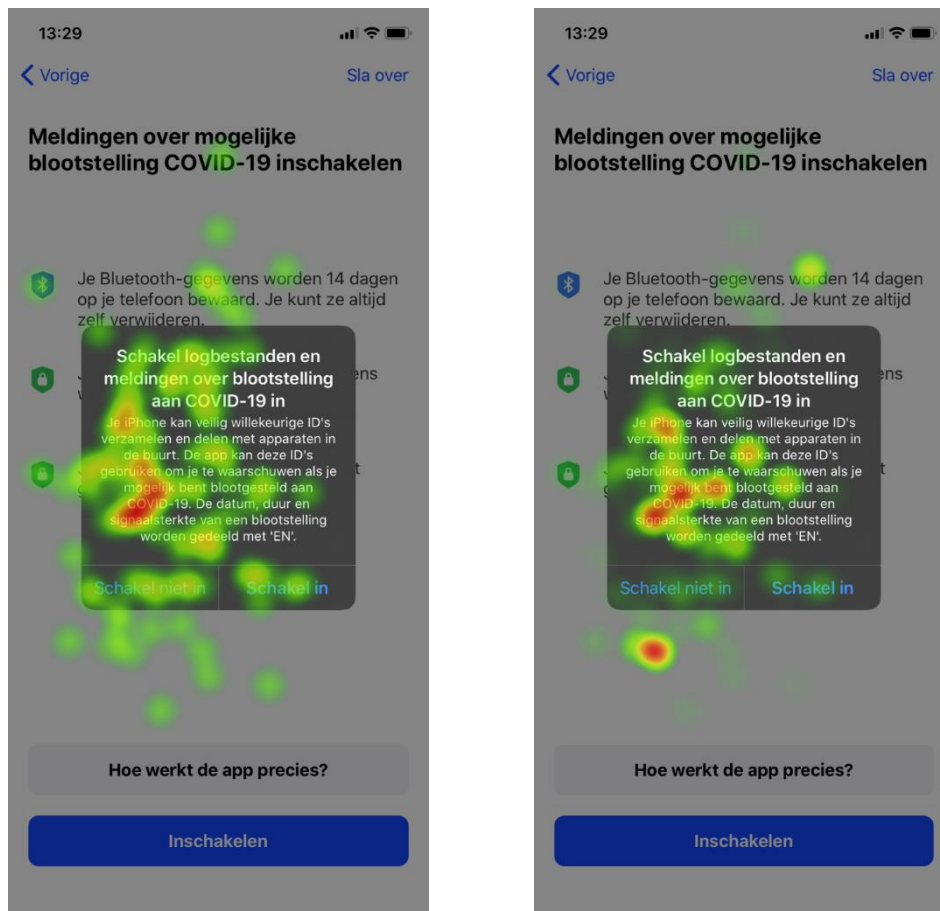 13:29
Vorige
Sla over
Meldingen over mogelijke
blootstelling COVID-19 inschakelen
Je Bluetooth-gegevens worden 14 dagen
op je telefoon bewaard. Je kunt ze altijd
zelf verwijderen.
ens
Schakel logbestanden en
meldingen over blootstelling
aan COVID-19 in
Je iPhone kan veilig willekeurige ID's
verzamelen en delen met apparaten in
de buurt. De app kan deze ID's
gebruiken om je te waarschuwen als je
mogelijk bent blootgesteld aan
COVID-19. De datum, duur en
signaalsterkte van een blootstelling
worden gedeeld met 'EN'.
Schakel niet in
Schakel in
Hoe werkt de app precies?
Inschakelen
13:29
Vorige
Sla over
Meldingen over mogelijke
blootstelling COVID-19 inschakelen
Je Bluetooth-gegevens worden 14 dagen
op je telefoon bewaard. Je kunt ze altijd
zelf verwijderen.
ens
Schakel logbestanden en
meldingen over blootstelling
aan COVID-19 in
Je iPhone kan veilig willekeurige ID's
verzamelen en delen met apparaten in
de buurt. De app kan deze ID's
gebruiken om je te waarschuwen als je
mogelijk bent blootgesteld aan
COVID-19. De datum, duur en
signaalsterkte van een blootstelling
worden gedeeld met 'EN'.
Schakel niet in
Schakel in
Hoe werkt de app precies?
Inschakelen